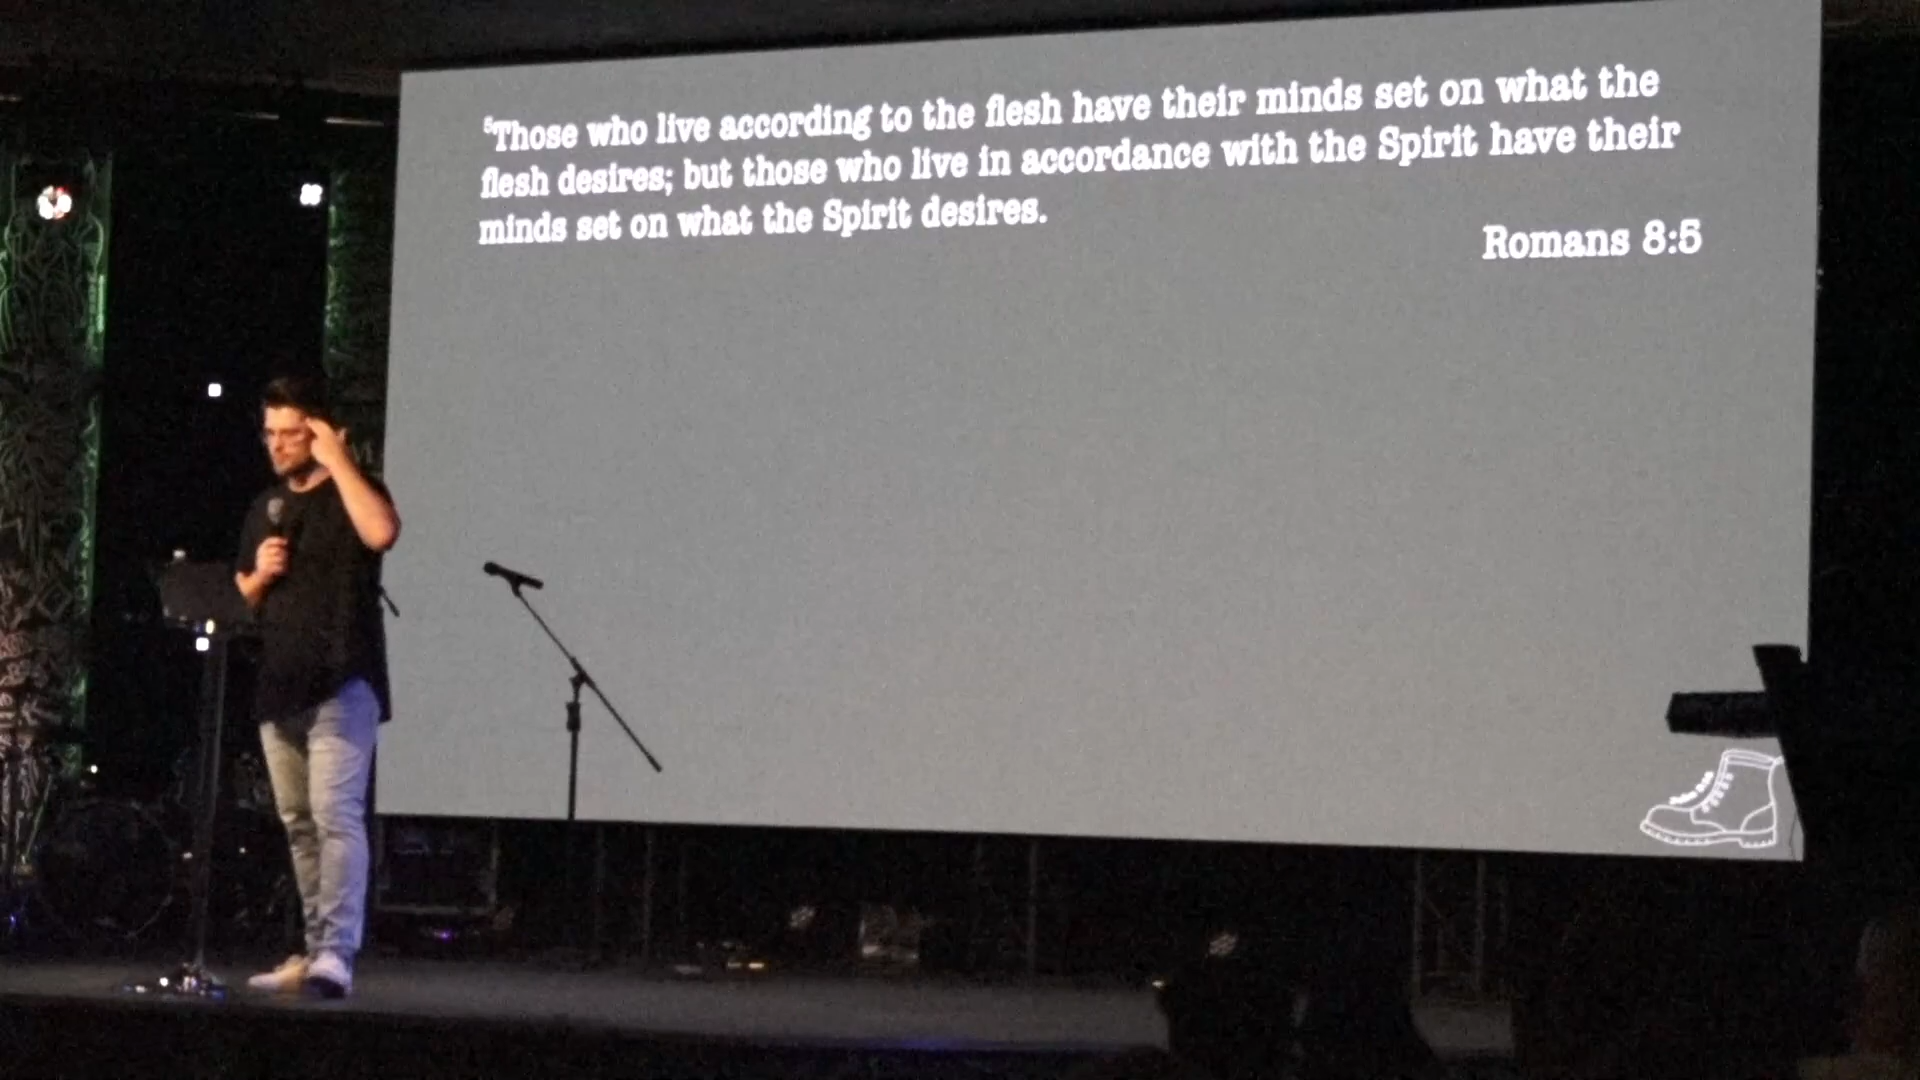 ⁵Those who live according to the flesh have their minds set on what the
flesh desires; but those who live in accordance with the Spirit have their
minds set on what the Spirit desires.
Romans 8:5